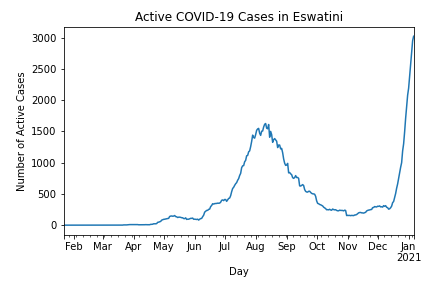 Active COVID-19 Cases in Eswatini
Number of Active Cases
3000
2500
2000
1500
1000
500
0
Feb Mar Apr May Jun Jul Aug Sep Oct Nov Dec Jan
2021
Day